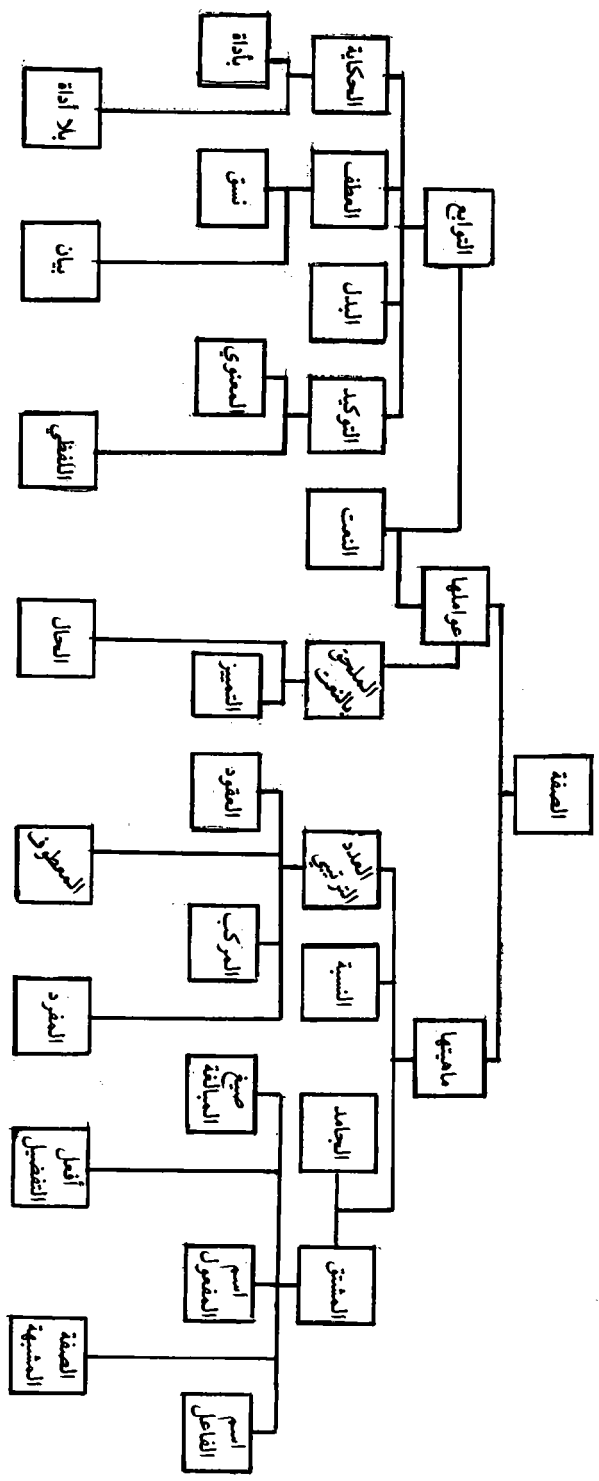 الصفة
ماهيتها
عواملها
التوابع
المشتق
الجامد
النسبة
العدد
الترتيبي
الملحق
بالنعت
النعت
التوكيد
البدل
العطف
الحكاية
اسم
الفاعل
الصفة
المشبهة
اسم
المفعول
أفعل
التفضيل
صيغ
المبالغة
المفرد
المركب
المعطوف
العقود
التمييز
الحال
اللفظي
المعنوي
بيان
نسق
بلا أداة
بأداة